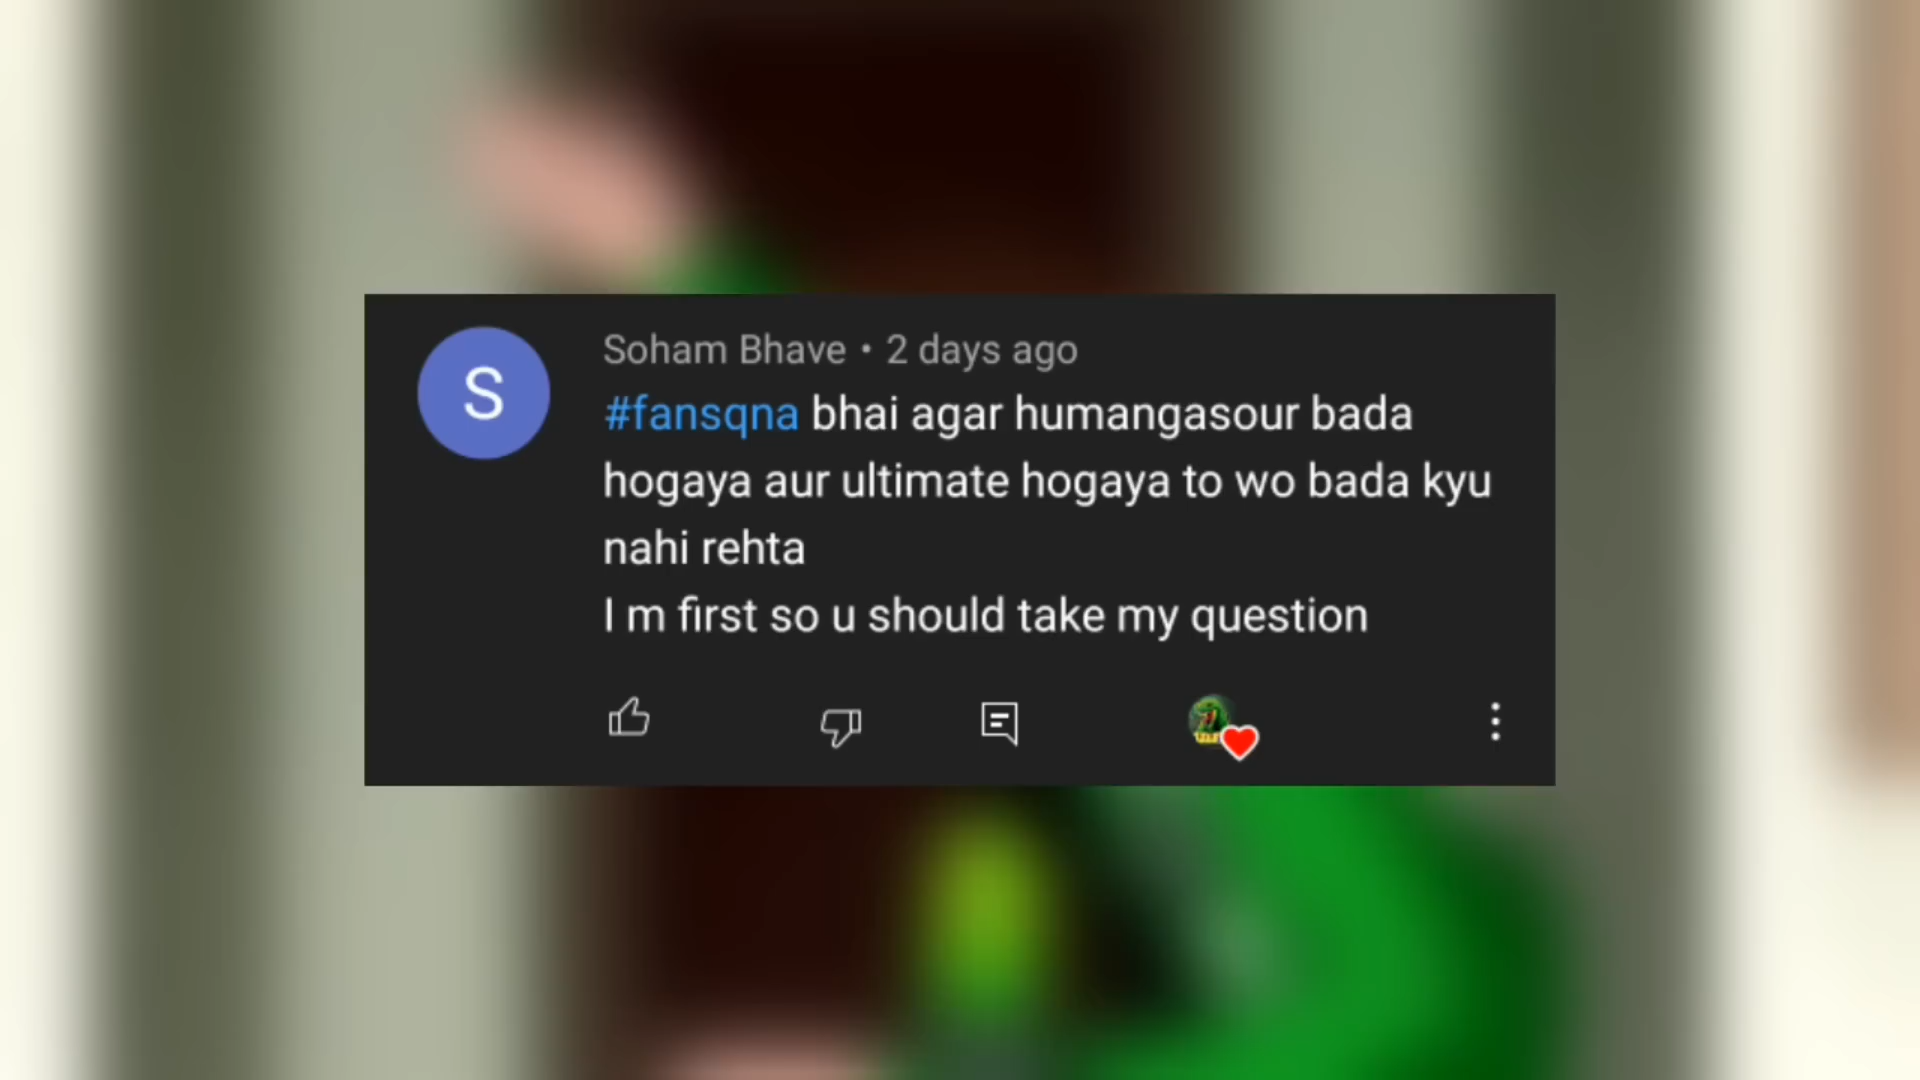 S
Soham Bhave • 2 days ago
#fansqna bhai agar humangasour bada
hogaya aur ultimate hogaya to wo bada kyu
nahi rehta
I m first so u should take my question